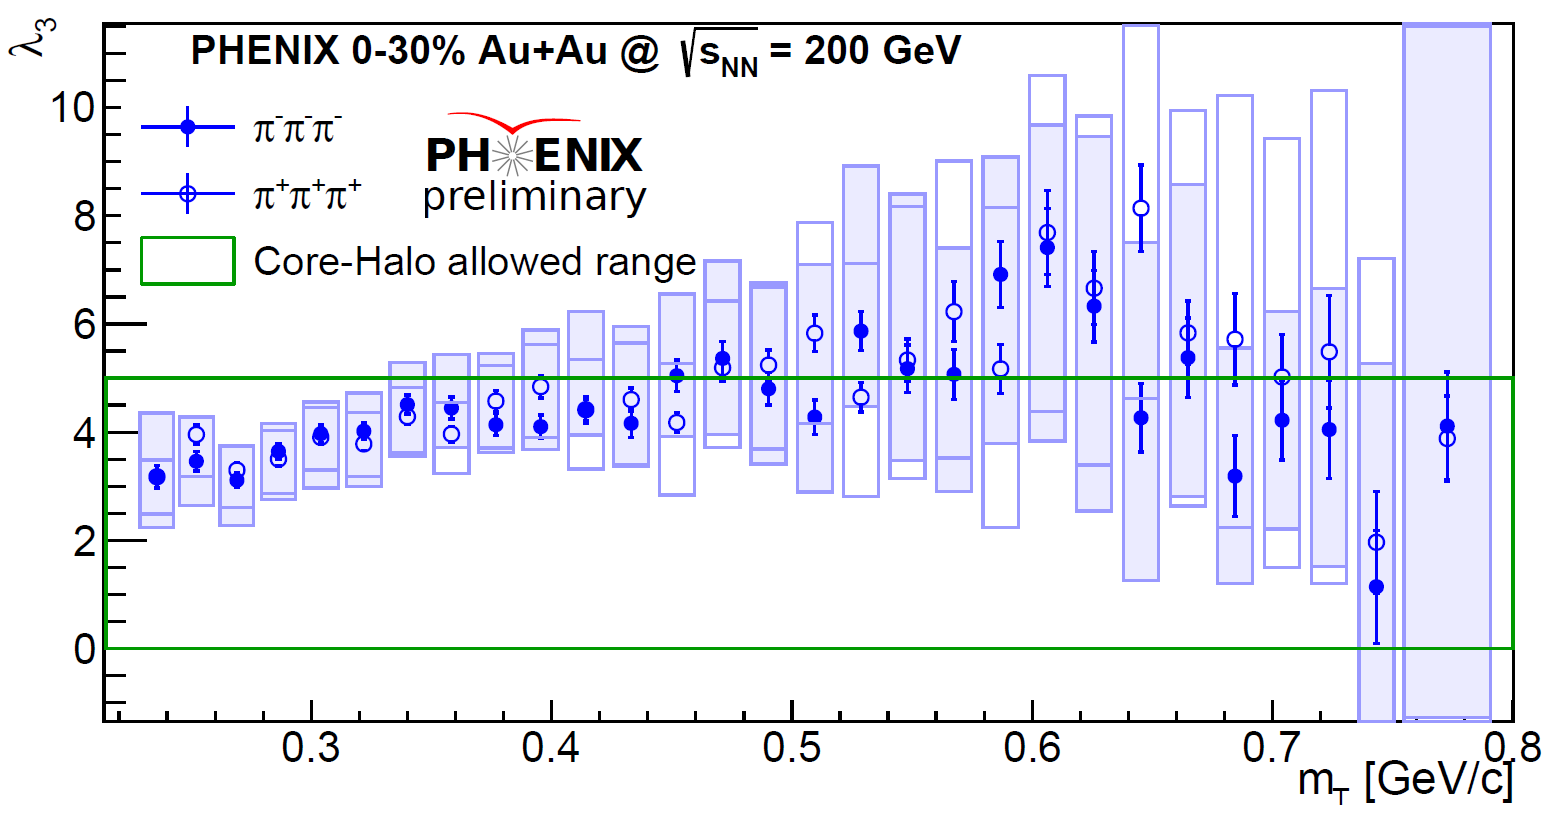 λ3
PHENIX 0-30% Au+Au @ √sNN = 200 GeV
π-π-π-
π+π+π+
PHENIX
preliminary
Core-Halo allowed range
10
8
6
4
2
0
0.3 0.4 0.5 0.6 0.7 0.8
mT [GeV/c]